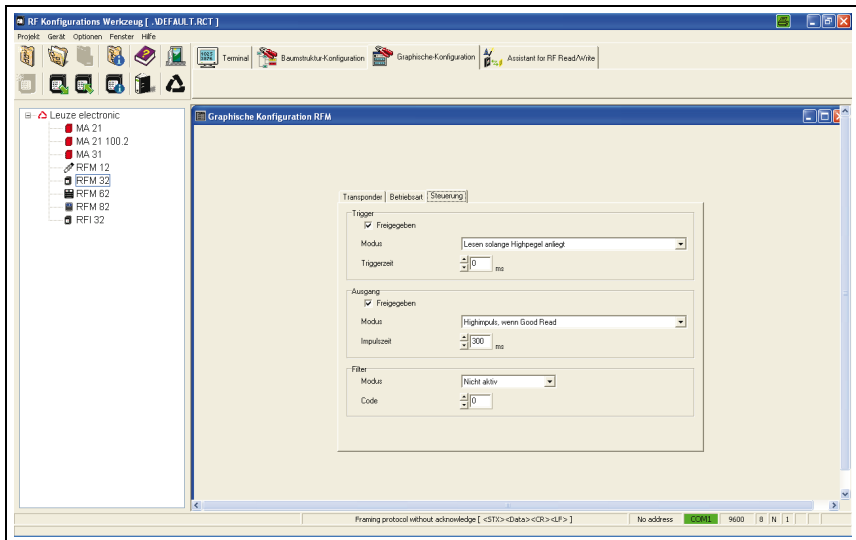 RF Konfigurations Werkzeug [ .\DEFAULT.RCT ]
Projekt Gerät Optionen Fenster Hilfe
Terminal Baumstruktur-Konfiguration Graphische-Konfiguration Assistant for RF Read/Write
Leuze electronic
MA 21
MA 21 100.2
MA 31
RFM 12
RFM 32
RFM 62
RFM 82
RFI 32
Graphische Konfiguration RFM
Transponder Betriebsart Steuerung
Trigger
Freigegeben
Modus Lesen solange Highpegel anliegt
Triggerzeit 0 ms
Ausgang
Freigegeben
Modus Highimpuls, wenn Good Read
Impulszeit 300 ms
Filter
Modus Nicht aktiv
Code 0
Framing protocol without acknowledge [ <STX><Data><CR><LF> ] No address COM1 9600 8 N 1